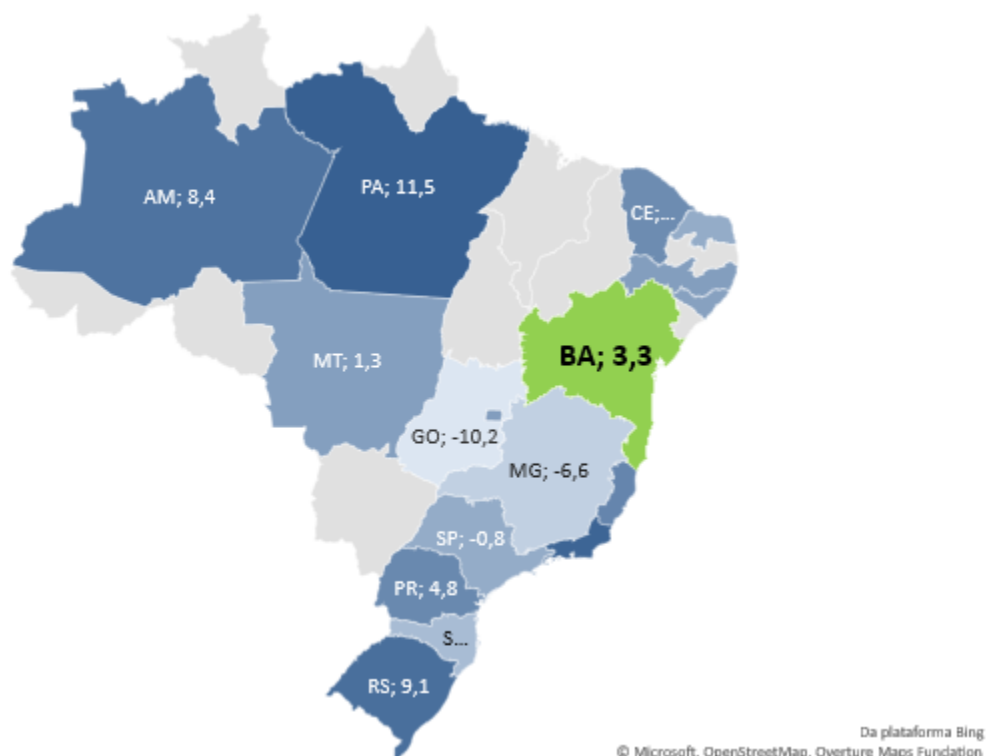 AM; 8,4
PA; 11,5
CE;...
MT; 1,3
BA; 3,3
GO; -10,2
MG; -6,6
SP; -0,8
PR; 4,8
S...
RS; 9,1
Da plataforma Bing
© Microsoft, OpenStreetMap, Overture Maps Fundation